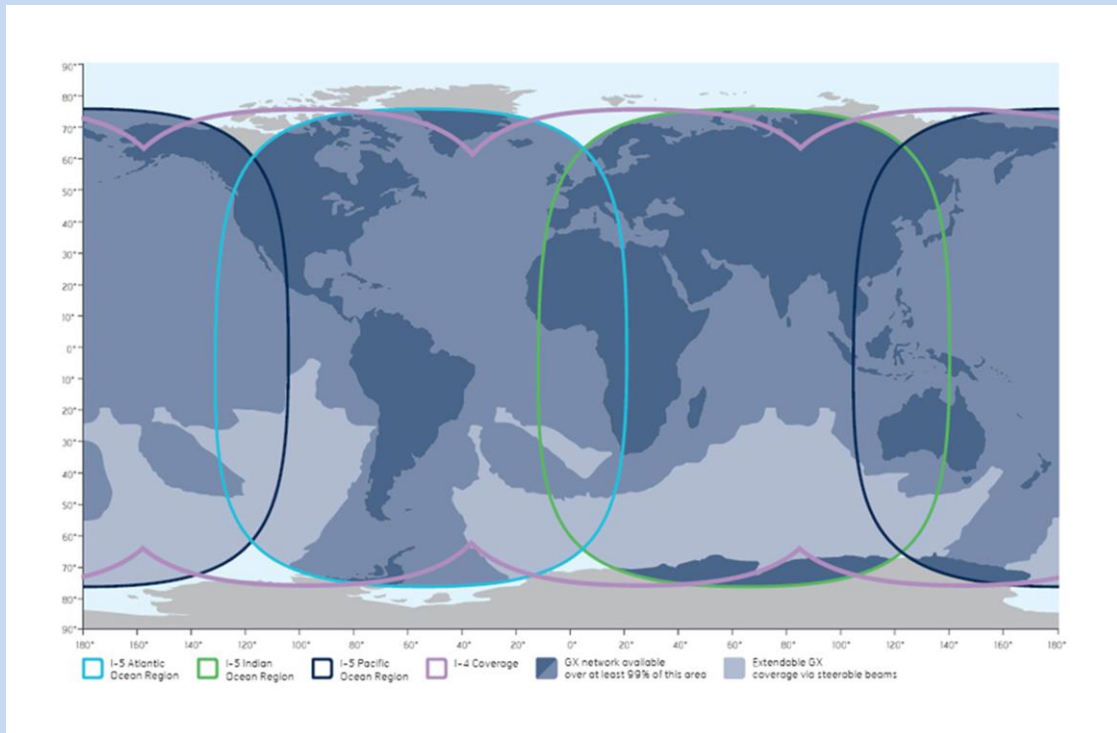 90°
80°
70°
60°
50°
40°
30°
20°
10°
0°
10°
20°
30°
40°
50°
60°
70°
80°
90°
180° 160° 140° 120° 100° 80° 60° 40° 20° 0° 20° 40° 60° 80° 100° 120° 140° 160° 180°
I-5 Atlantic
Ocean Region
I-5 Indian
Ocean Region
I-5 Pacific
Ocean Region
I-4 Coverage
GX network available
over at least 99% of this area
Extendable GX
coverage via steerable beams